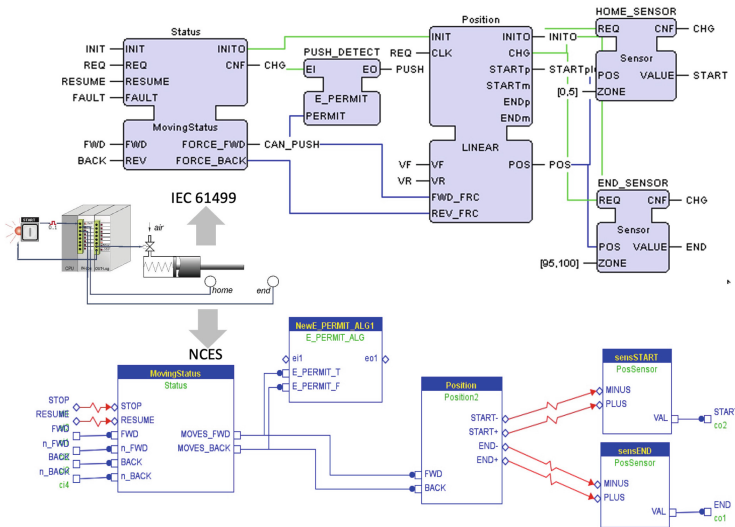 Status
INIT
INIT
INITO
REQ
REQ
CNF
CHG
RESUME
RESUME
FAULT
FAULT
MovingStatus
FWD
FWD
FORCE_FWD
CAN_PUSH
BACK
REV
FORCE_BACK
PUSH_DETECT
EI
EO
PUSH
E_PERMIT
PERMIT
Position
INIT
INITO
INITO
REQ
CLK
CHG
STARTp
STARTm
ENDp
ENDm
LINEAR
VF
VF
POS
POS
VR
VR
FWD_FRC
REV_FRC
HOME_SENSOR
REQ
CNF
CHG
Sensor
POS
VALUE
START
[0,5]
ZONE
END_SENSOR
REQ
CNF
CHG
Sensor
POS
VALUE
END
[95,100]
ZONE
IEC 61499
START
air
CPU
home
end
NCES
NewE_PERMIT_ALG1
E_PERMIT_ALG
ei1
eo1
E_PERMIT_T
E_PERMIT_F
MovingStatus
Status
STOP
STOP
RESUME
RESUME
FWD
FWD
n_FWD
n_FWD
BACK
BACK
n_BACK
n_BACK
ci4
MOVES_FWD
MOVES_BACK
Position
Position2
START-
START+
END-
END+
FWD
BACK
sensSTART
PosSensor
MINUS
PLUS
VAL
co2
sensEND
PosSensor
MINUS
PLUS
VAL
END
co1